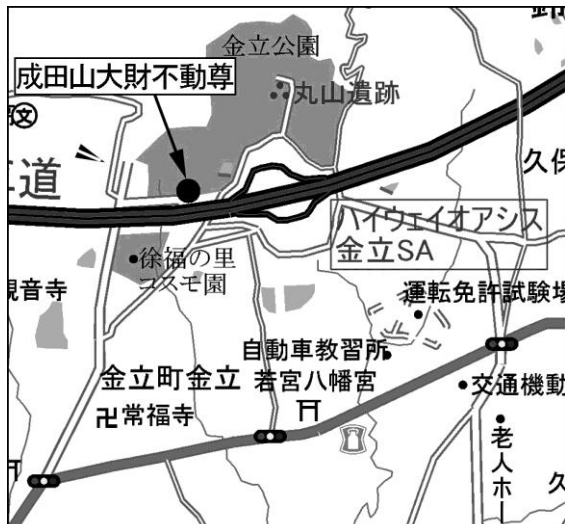 金立公園
成田山大財不動尊
丸山遺跡
文
道
久保
ハイウェイオアシス
金立SA
徐福の里
コスモ園
観音寺
運転免許試験場
自動車教習所
金立町金立
若宮八幡宮
交通機動
卍常福寺
老人ホー
久